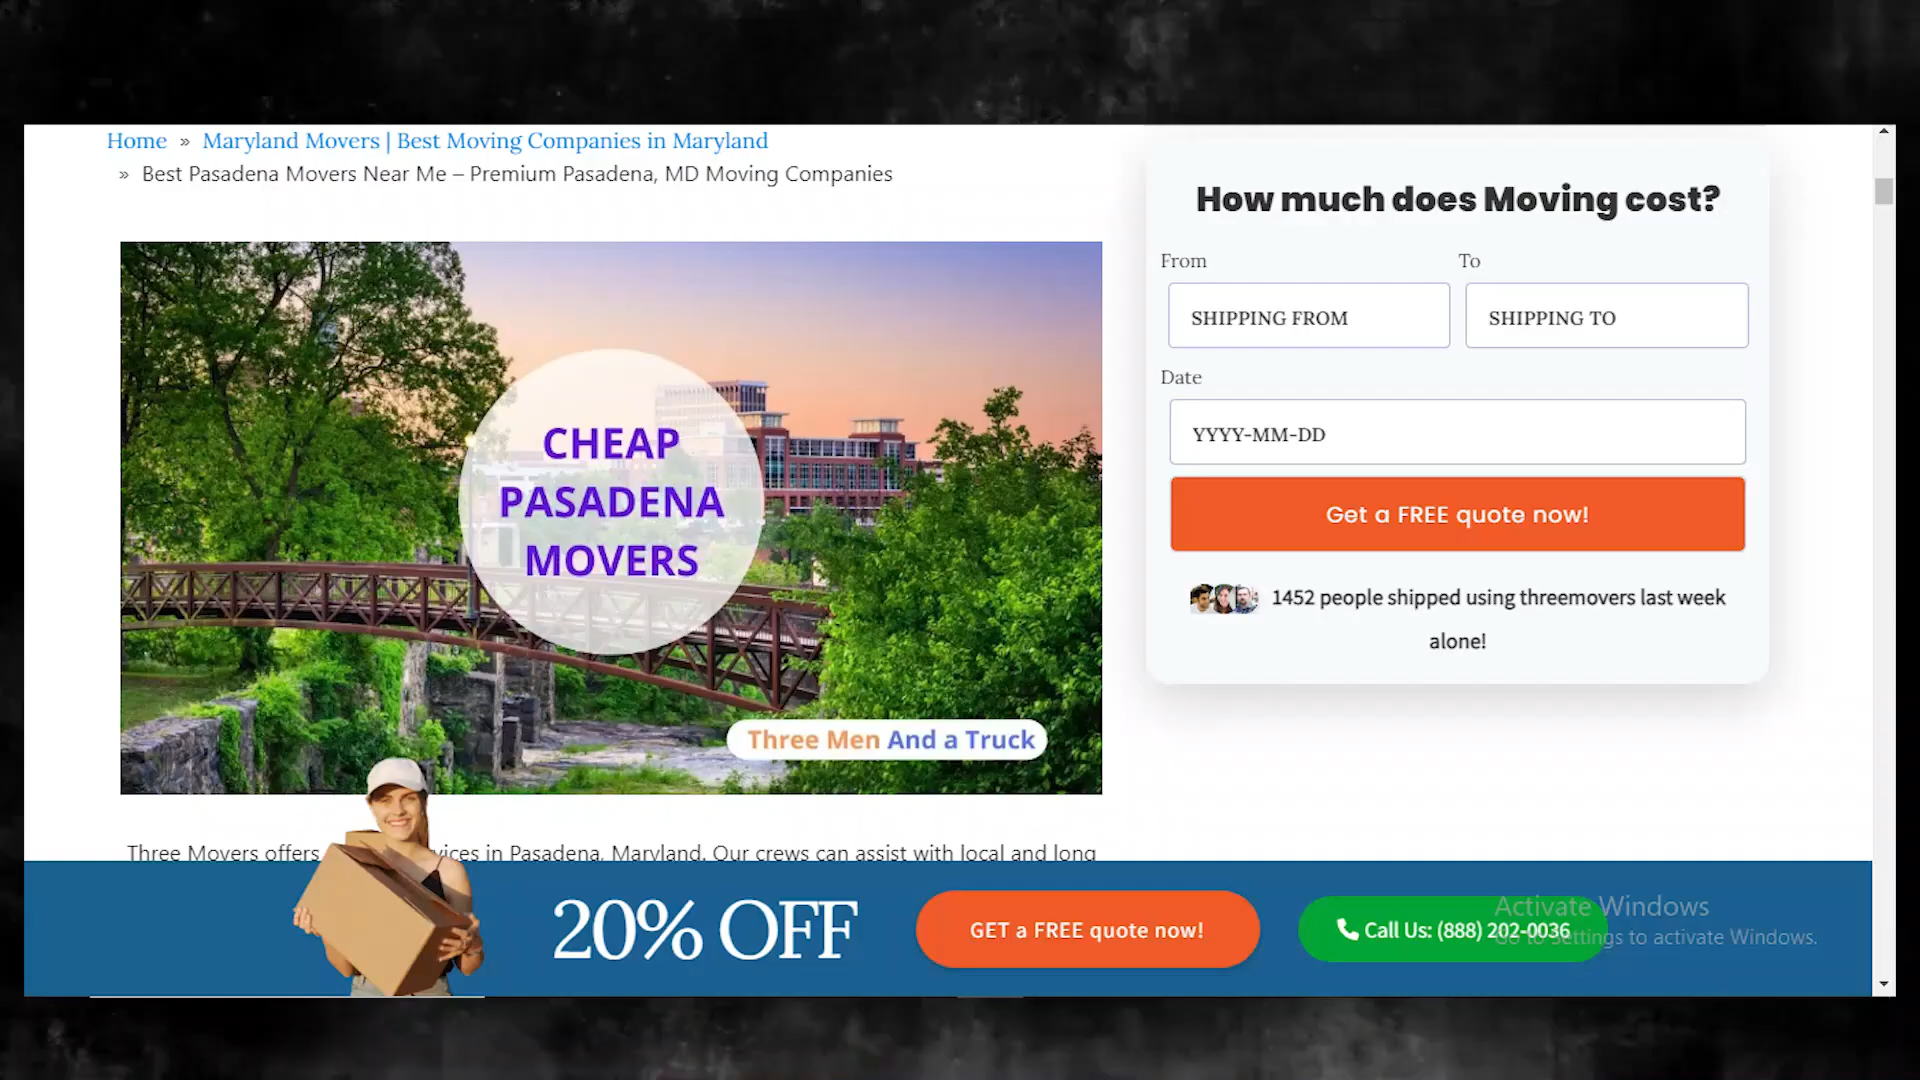 Home » Maryland Movers | Best Moving Companies in Maryland
» Best Pasadena Movers Near Me – Premium Pasadena, MD Moving Companies
CHEAP
PASADENA
MOVERS
Three Men And a Truck
Three Movers offers vices in Pasadena, Maryland. Our crews can assist with local and long
How much does Moving cost?
From To
SHIPPING FROM SHIPPING TO
Date
YYYY-MM-DD
Get a FREE quote now!
1452 people shipped using threemovers last week
alone!
20% OFF
GET a FREE quote now!
Call Us: (888) 202-0036
Activate Windows
Go to Settings to activate Windows.